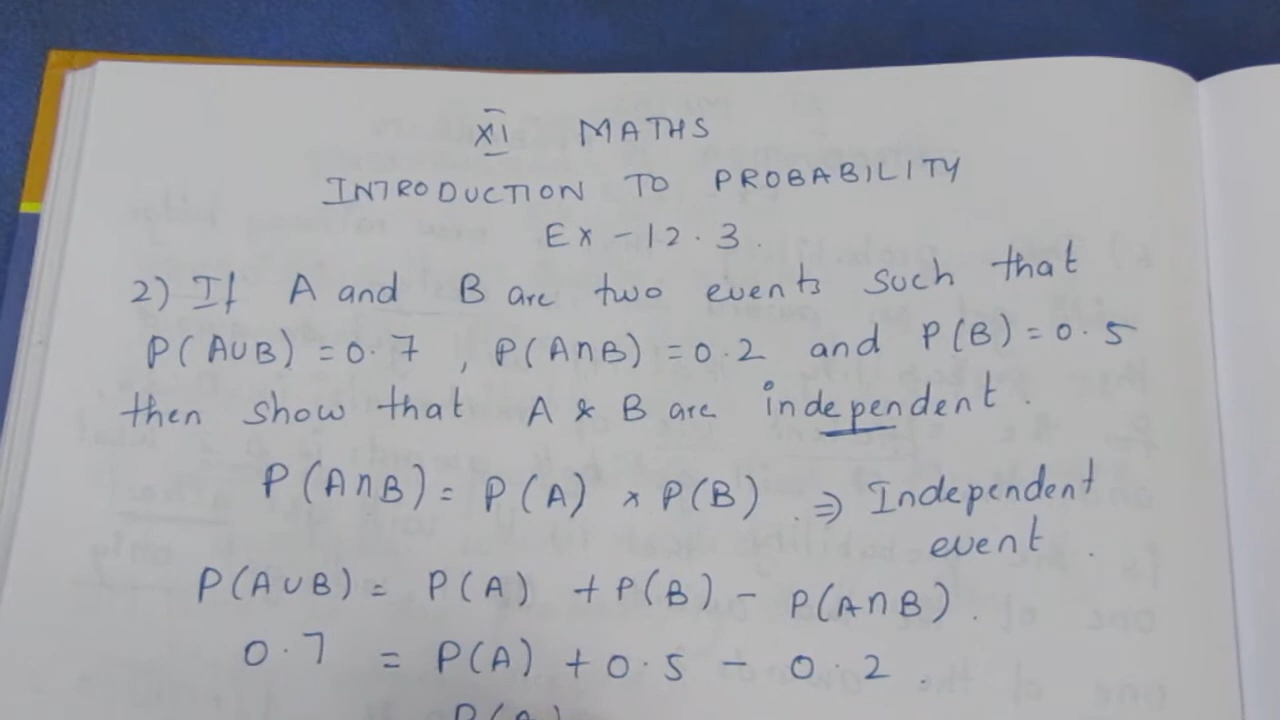 XI MATHS
INTRODUCTION TO PROBABILITY
Ex-12.3.
2) If A and B are two events such that
P(A∪B) = 0.7, P(A∩B) = 0.2 and P(B) = 0.5
then show that A & B are independent.
P(A∩B) = P(A) × P(B). ⇒ Independent
event.
P(A∪B) = P(A) + P(B) - P(A∩B).
0.7 = P(A) + 0.5 - 0.2.
P(A)